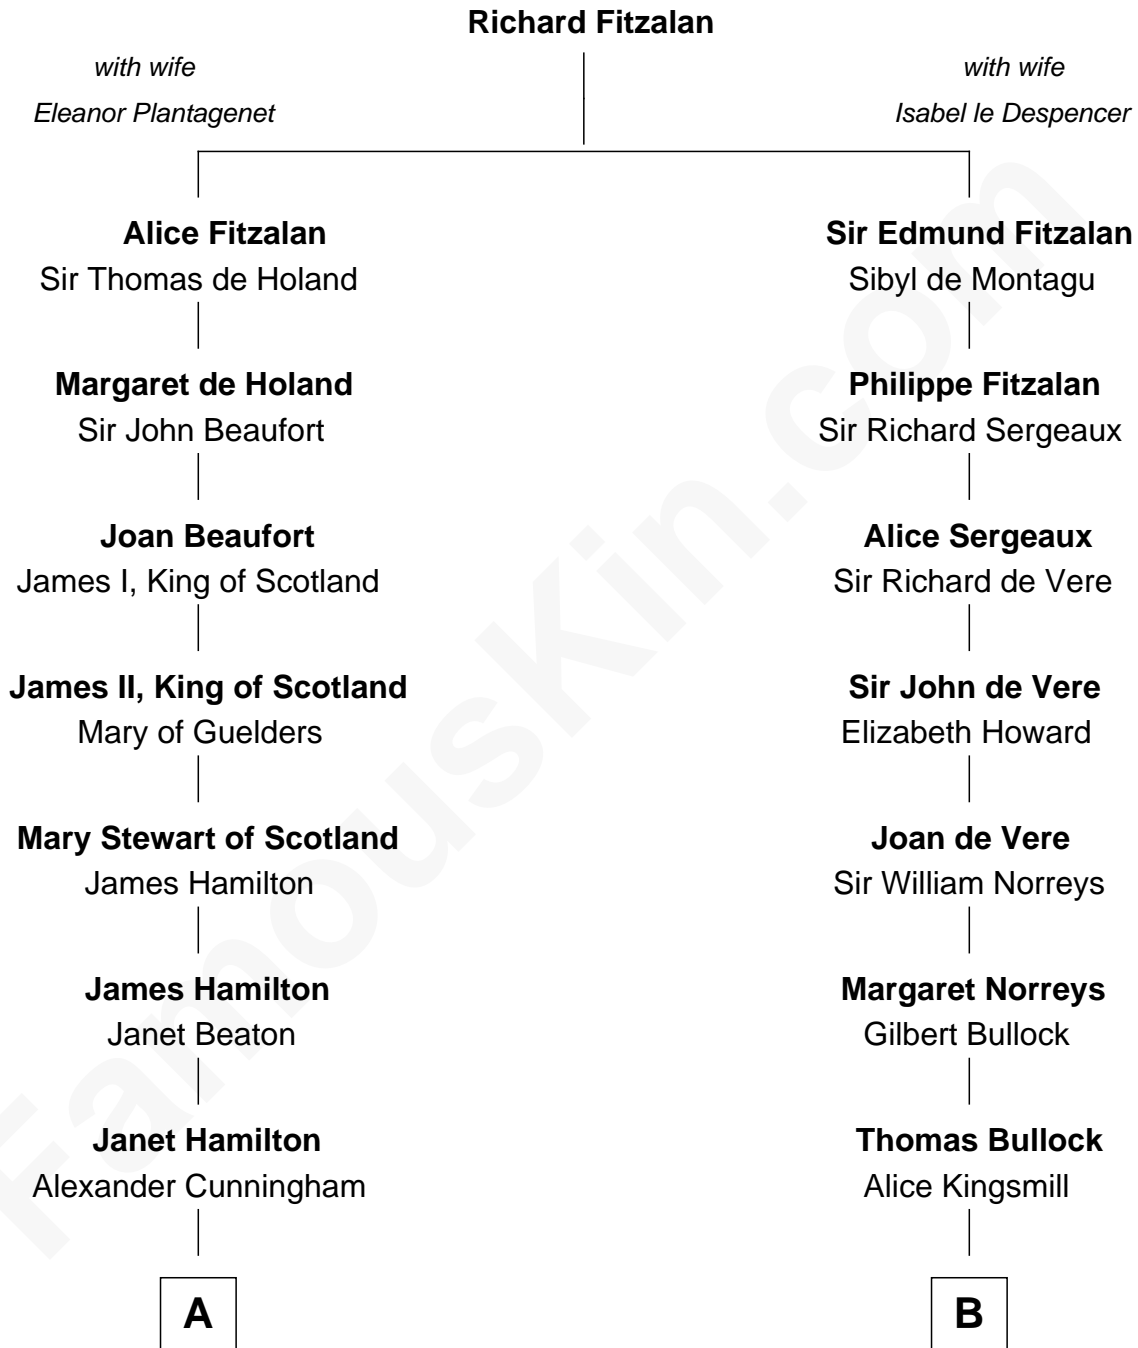 Richard Fitzalan
with wife
Eleanor Plantagenet
with wife
Isabel le Despencer
Alice Fitzalan
Sir Thomas de Holand
Sir Edmund Fitzalan
Sibyl de Montagu
Margaret de Holand
Sir John Beaufort
Philippe Fitzalan
Sir Richard Sergeaux
Joan Beaufort
James I, King of Scotland
Alice Sergeaux
Sir Richard de Vere
James II, King of Scotland
Mary of Guelders
Sir John de Vere
Elizabeth Howard
Mary Stewart of Scotland
James Hamilton
Joan de Vere
Sir William Norreys
James Hamilton
Janet Beaton
Margaret Norreys
Gilbert Bullock
Janet Hamilton
Alexander Cunningham
Thomas Bullock
Alice Kingsmill
A
B
FamousKin.com